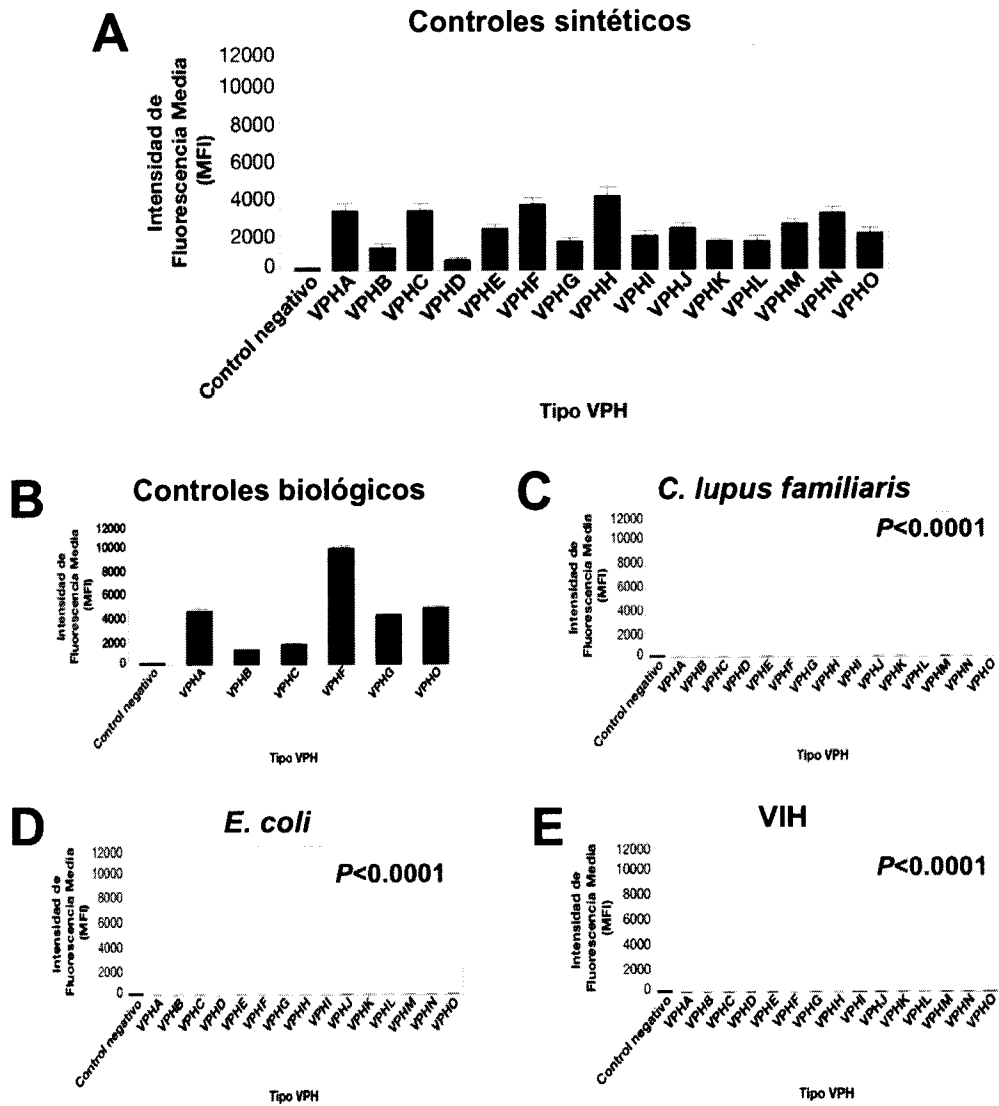 A
Controles sintéticos
Intensidad de
Fluorescencia Media
(MFI)
12000
10000
8000
6000
4000
2000
0
Control negativo
VPHA
VPHB
VPHC
VPHD
VPHE
VPHF
VPHG
VPHH
VPHI
VPHJ
VPHK
VPHL
VPHM
VPHN
VPHO
Tipo VPH
B
Controles biológicos
Intensidad de
Fluorescencia Media
(MFI)
12000
10000
8000
6000
4000
2000
0
Control negativo
VPHA
VPHB
VPHC
VPHF
VPHG
VPHO
Tipo VPH
C
C. lupus familiaris
P<0.0001
Intensidad de
Fluorescencia Media
(MFI)
12000
10000
8000
6000
4000
2000
0
Control negativo
VPHA
VPHB
VPHC
VPHD
VPHE
VPHF
VPHG
VPHH
VPHI
VPHJ
VPHK
VPHL
VPHM
VPHN
VPHO
Tipo VPH
D
E. coli
P<0.0001
Intensidad de
Fluorescencia Media
(MFI)
12000
10000
8000
6000
4000
2000
0
Control negativo
VPHA
VPHB
VPHC
VPHD
VPHE
VPHF
VPHG
VPHH
VPHI
VPHJ
VPHK
VPHL
VPHM
VPHN
VPHO
Tipo VPH
E
VIH
P<0.0001
Intensidad de
Fluorescencia Media
(MFI)
12000
10000
8000
6000
4000
2000
0
Control negativo
VPHA
VPHB
VPHC
VPHD
VPHE
VPHF
VPHG
VPHH
VPHI
VPHJ
VPHK
VPHL
VPHM
VPHN
VPHO
Tipo VPH